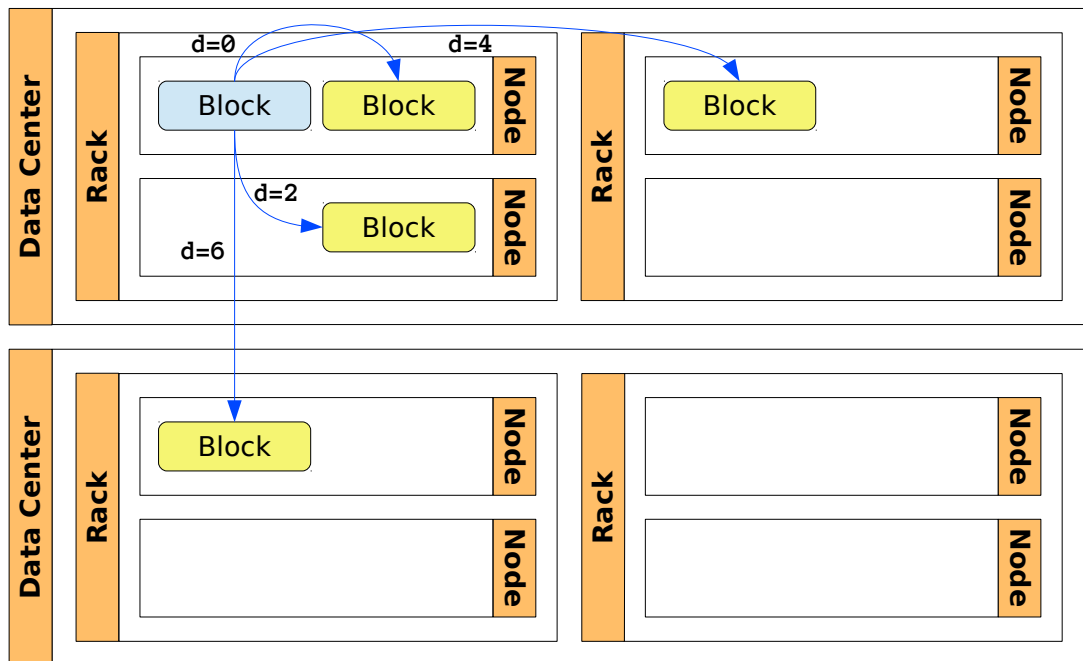 Data Center
Rack
d=0
d=4
Block
Block
Node
d=2
Block
d=6
Node
Rack
Block
Node
Node
Data Center
Rack
Block
Node
Node
Rack
Node
Node